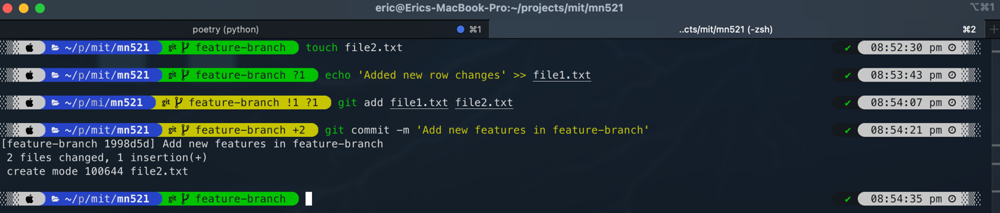 eric@Erics-MacBook-Pro:~/projects/mit/mn521 ⌥⌘1
poetry (python) ⌘1 ..cts/mit/mn521 (-zsh) ⌘2
~/p/mit/mn521 git feature-branch touch file2.txt ✔ 08:52:30 pm
~/p/mit/mn521 git feature-branch ?1 echo 'Added new row changes' >> file1.txt ✔ 08:53:43 pm
~/p/mi/mn521 git feature-branch !1 ?1 git add file1.txt file2.txt ✔ 08:54:07 pm
~/p/mit/mn521 git feature-branch +2 git commit -m 'Add new features in feature-branch' ✔ 08:54:21 pm
[feature-branch 1998d5d] Add new features in feature-branch
2 files changed, 1 insertion(+)
create mode 100644 file2.txt
~/p/mit/mn521 git feature-branch ✔ 08:54:35 pm